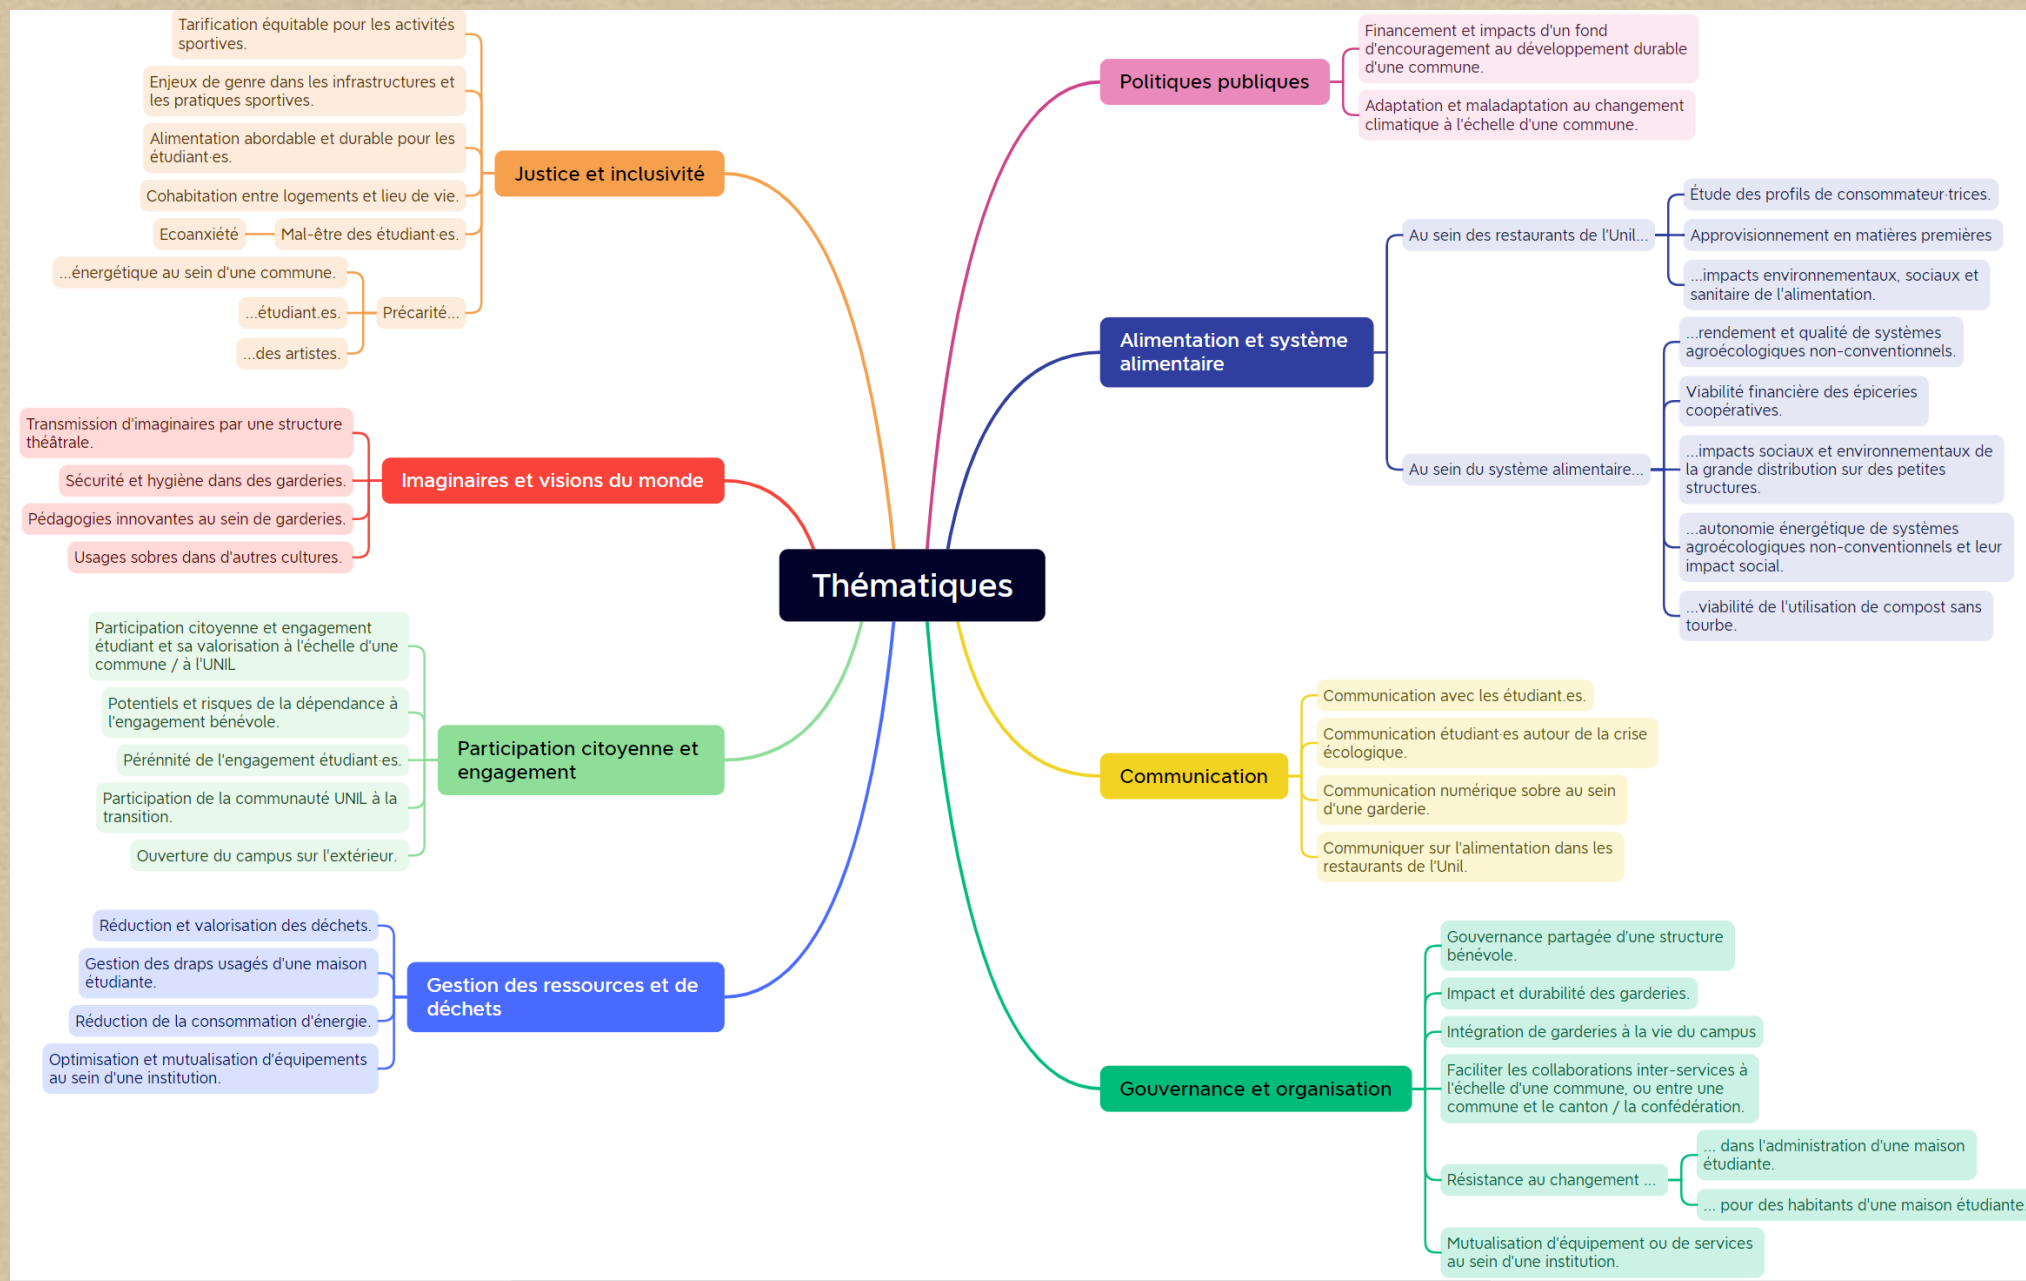 Tarification équitable pour les activités
sportives.
Enjeux de genre dans les infrastructures et
les pratiques sportives.
Alimentation abordable et durable pour les
étudiant·es.
Cohabitation entre logements et lieu de vie.
Ecoanxiété
Mal-être des étudiant·es.
...énergétique au sein d'une commune.
...étudiant.es.
Précarité...
...des artistes.
Justice et inclusivité
Transmission d'imaginaires par une structure
théâtrale.
Sécurité et hygiène dans des garderies.
Pédagogies innovantes au sein de garderies.
Usages sobres dans d'autres cultures.
Imaginaires et visions du monde
Participation citoyenne et engagement
étudiant et sa valorisation à l'échelle d'une
commune / à l'UNIL
Potentiels et risques de la dépendance à
l'engagement bénévole.
Pérénnité de l'engagement étudiant·es.
Participation de la communauté UNIL à la
transition.
Ouverture du campus sur l'extérieur.
Participation citoyenne et
engagement
Réduction et valorisation des déchets.
Gestion des draps usagés d'une maison
étudiante.
Réduction de la consommation d'énergie.
Optimisation et mutualisation d'équipements
au sein d'une institution.
Gestion des ressources et de
déchets
Thématiques
Politiques publiques
Financement et impacts d'un fond
d'encouragement au développement durable
d'une commune.
Adaptation et maladaptation au changement
climatique à l'échelle d'une commune.
Alimentation et système
alimentaire
Au sein des restaurants de l'Unil...
Étude des profils de consommateur·trices.
Approvisionnement en matières premières
...impacts environnementaux, sociaux et
sanitaire de l'alimentation.
Au sein du système alimentaire...
...rendement et qualité de systèmes
agroécologiques non-conventionnels.
Viabilité financière des épiceries
coopératives.
...impacts sociaux et environnementaux de
la grande distribution sur des petites
structures.
...autonomie énergétique de systèmes
agroécologiques non-conventionnels et leur
impact social.
...viabilité de l'utilisation de compost sans
tourbe.
Communication
Communication avec les étudiant.es.
Communication étudiant·es autour de la crise
écologique.
Communication numérique sobre au sein
d'une garderie.
Communiquer sur l'alimentation dans les
restaurants de l'Unil.
Gouvernance et organisation
Gouvernance partagée d'une structure
bénévole.
Impact et durabilité des garderies.
Intégration de garderies à la vie du campus
Faciliter les collaborations inter-services à
l'échelle d'une commune, ou entre une
commune et le canton / la confédération.
Résistance au changement ...
... dans l'administration d'une maison
étudiante.
... pour des habitants d'une maison étudiante.
Mutualisation d'équipement ou de services
au sein d'une institution.